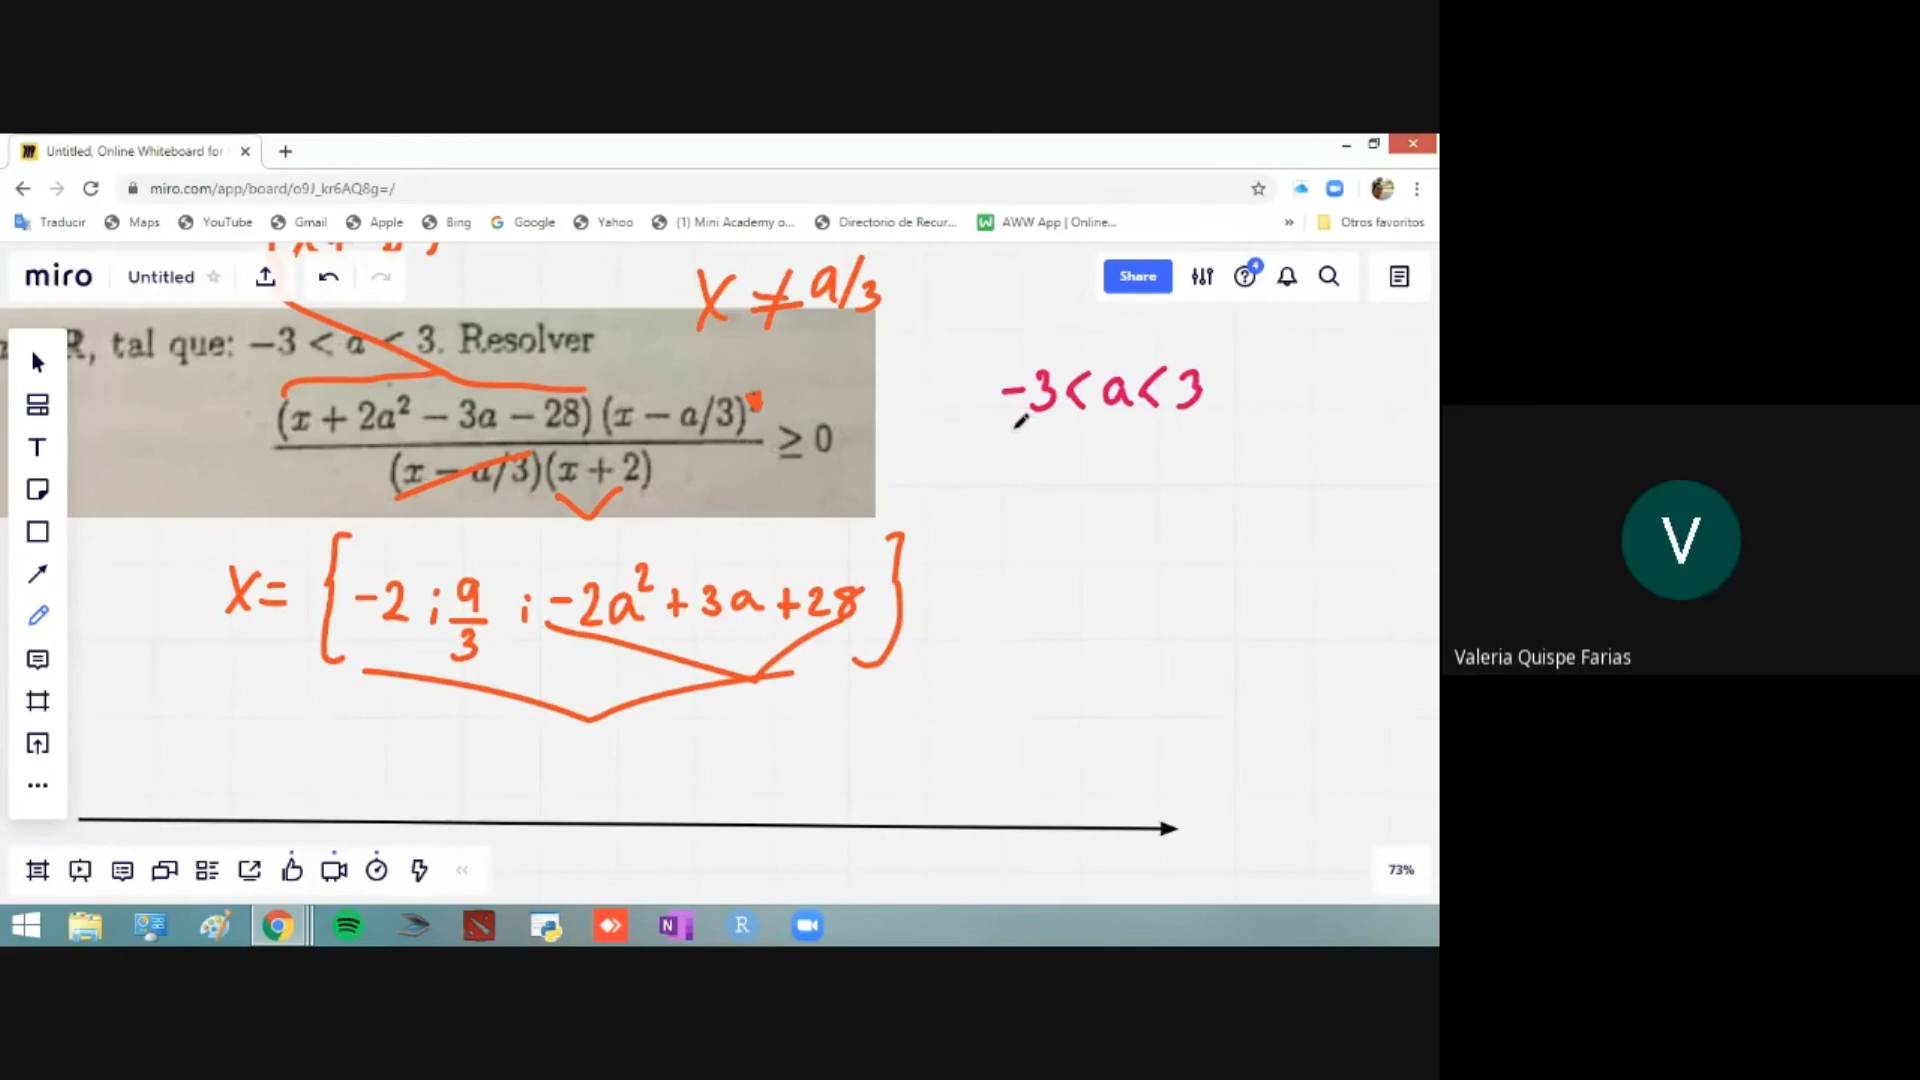 Untitled, Online Whiteboard for
miro.com/app/board/o9J_kr6AQ8g=/
Traducir Maps YouTube Gmail Apple Bing Google Yahoo (1) Mini Academy o... Directorio de Recur... AWW App | Online... » Otros favoritos
miro Untitled Share 4
x ≠ a/3
R, tal que: −3 < a < 3. Resolver
-3 < a < 3
(x + 2a² − 3a − 28)(x − a/3)
≥ 0
(x − a/3)(x + 2)
V
x = { -2 ; a/3 ; -2a² + 3a + 28 }
Valeria Quispe Farias
73%